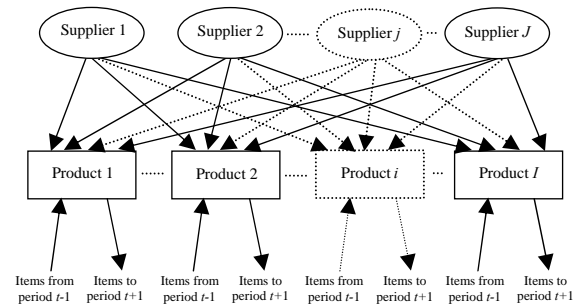 Supplier 1
Supplier 2
Supplier j
Supplier J
Product 1
Product 2
Product i
Product I
Items from
period t-1
Items to
period t+1
Items from
period t-1
Items to
period t+1
Items from
period t-1
Items to
period t+1
Items from
period t-1
Items to
period t+1